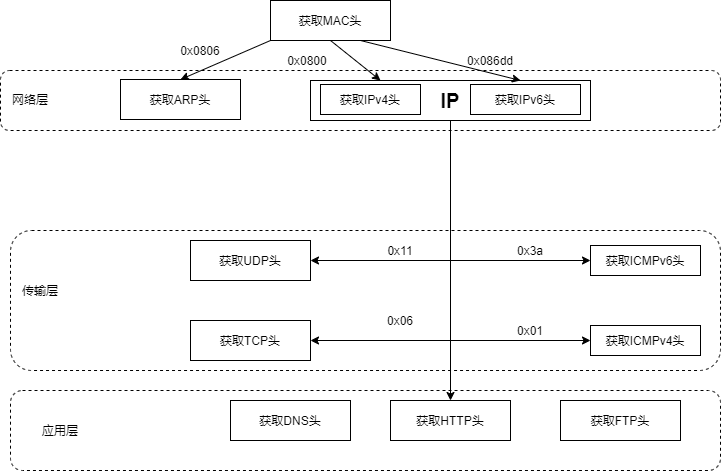 获取MAC头
0x0806
0x0800
0x086dd
网络层
获取ARP头
获取IPv4头
IP
获取IPv6头
传输层
获取UDP头
0x11
0x3a
获取ICMPv6头
获取TCP头
0x06
0x01
获取ICMPv4头
应用层
获取DNS头
获取HTTP头
获取FTP头